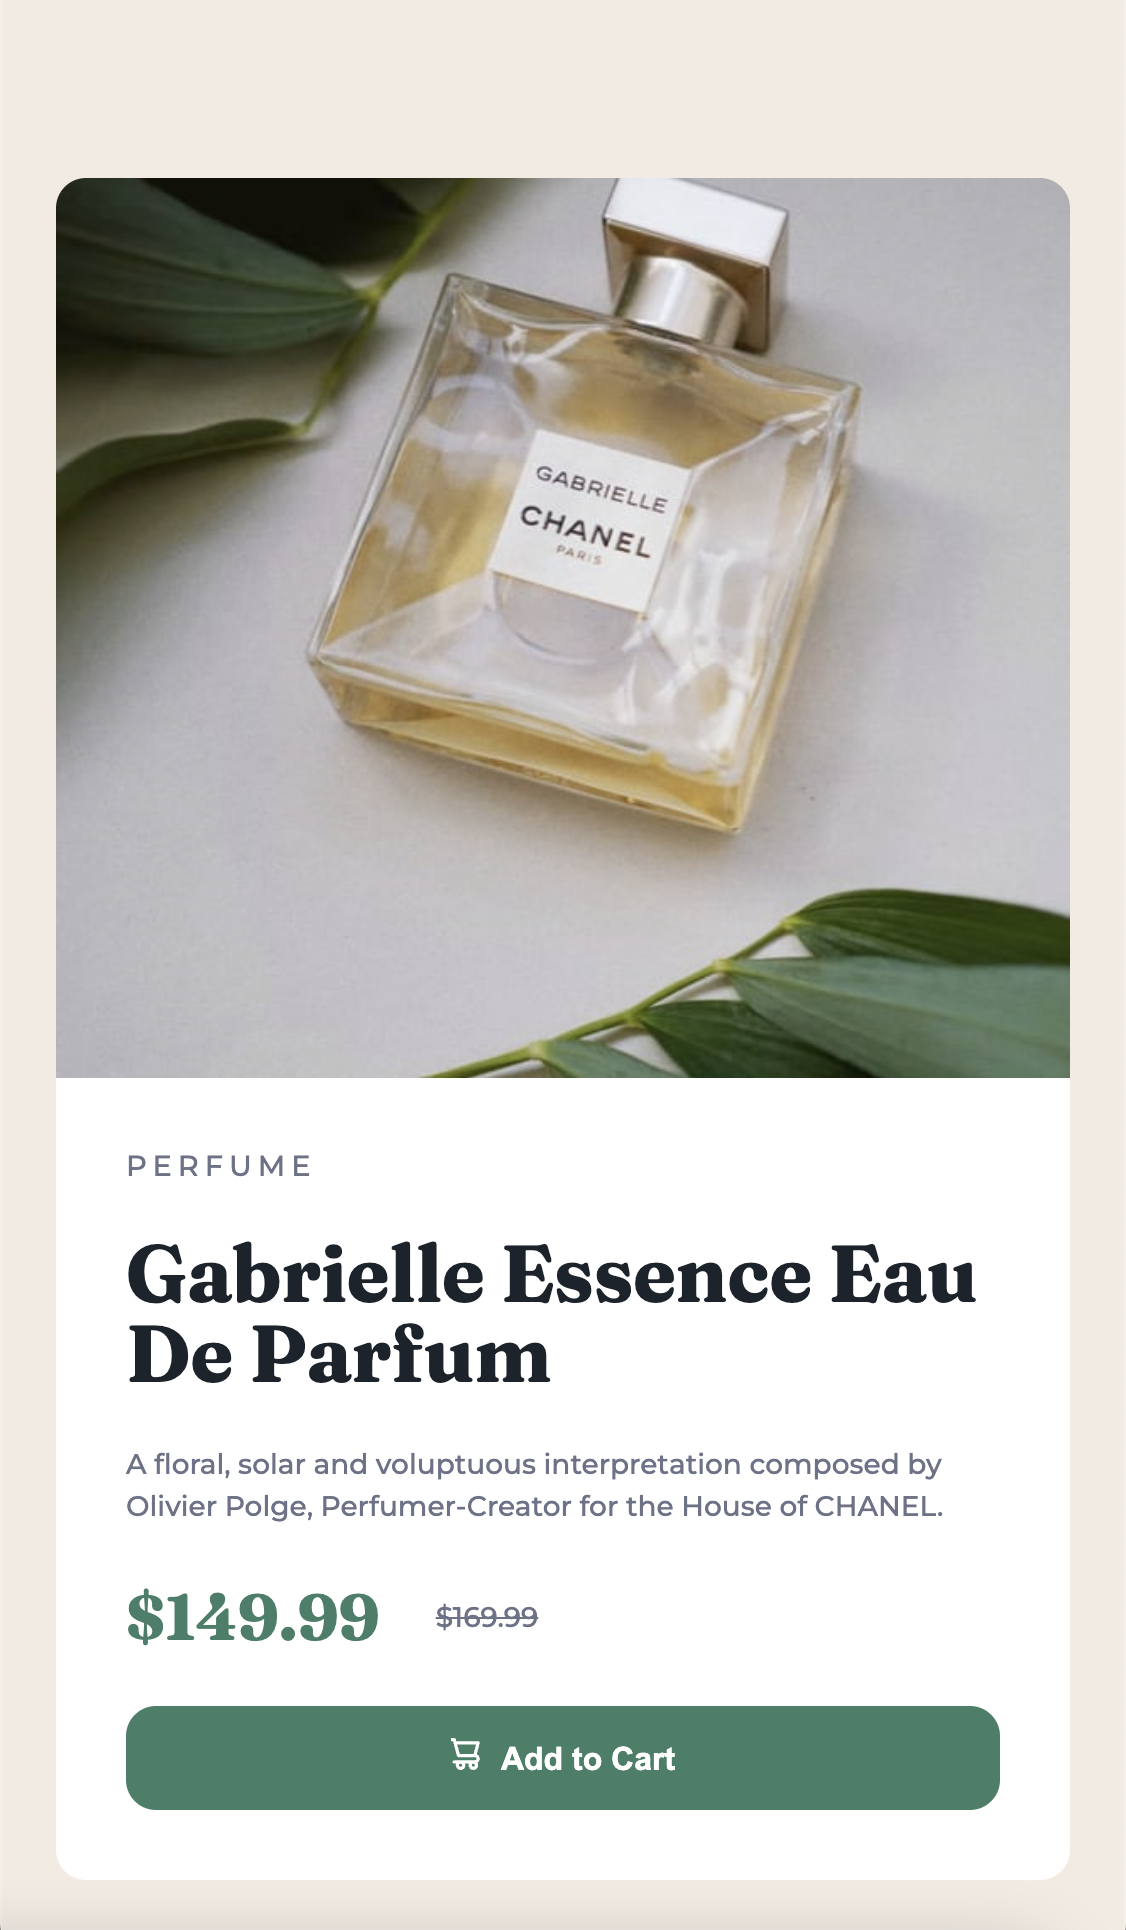 GABRIELLE
CHANEL
PARIS
PERFUME
Gabrielle Essence Eau
De Parfum
A floral, solar and voluptuous interpretation composed by
Olivier Polge, Perfumer-Creator for the House of CHANEL.
$149.99 $169.99
Add to Cart